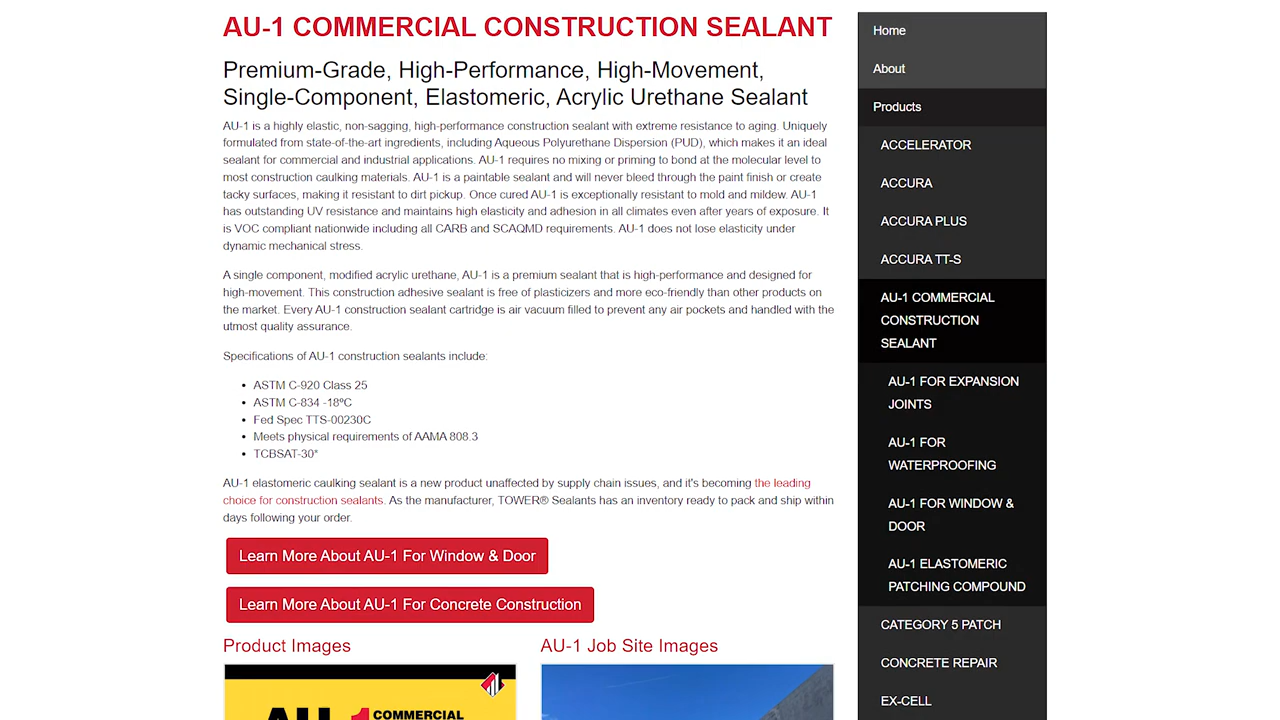 AU-1 COMMERCIAL CONSTRUCTION SEALANT
Premium-Grade, High-Performance, High-Movement,
Single-Component, Elastomeric, Acrylic Urethane Sealant
AU-1 is a highly elastic, non-sagging, high-performance construction sealant with extreme resistance to aging. Uniquely
formulated from state-of-the-art ingredients, including Aqueous Polyurethane Dispersion (PUD), which makes it an ideal
sealant for commercial and industrial applications. AU-1 requires no mixing or priming to bond at the molecular level to
most construction caulking materials. AU-1 is a paintable sealant and will never bleed through the paint finish or create
tacky surfaces, making it resistant to dirt pickup. Once cured AU-1 is exceptionally resistant to mold and mildew. AU-1
has outstanding UV resistance and maintains high elasticity and adhesion in all climates even after years of exposure. It
is VOC compliant nationwide including all CARB and SCAQMD requirements. AU-1 does not lose elasticity under
dynamic mechanical stress.
A single component, modified acrylic urethane, AU-1 is a premium sealant that is high-performance and designed for
high-movement. This construction adhesive sealant is free of plasticizers and more eco-friendly than other products on
the market. Every AU-1 construction sealant cartridge is air vacuum filled to prevent any air pockets and handled with the
utmost quality assurance.
Specifications of AU-1 construction sealants include:
• ASTM C-920 Class 25
• ASTM C-834 -18ºC
• Fed Spec TTS-00230C
• Meets physical requirements of AAMA 808.3
• TCBSAT-30*
AU-1 elastomeric caulking sealant is a new product unaffected by supply chain issues, and it's becoming the leading
choice for construction sealants. As the manufacturer, TOWER® Sealants has an inventory ready to pack and ship within
days following your order.
Learn More About AU-1 For Window & Door
Learn More About AU-1 For Concrete Construction
Product Images
AU-1 Job Site Images
AU-1 COMMERCIAL
Home
About
Products
ACCELERATOR
ACCURA
ACCURA PLUS
ACCURA TT-S
AU-1 COMMERCIAL
CONSTRUCTION
SEALANT
AU-1 FOR EXPANSION
JOINTS
AU-1 FOR
WATERPROOFING
AU-1 FOR WINDOW &
DOOR
AU-1 ELASTOMERIC
PATCHING COMPOUND
CATEGORY 5 PATCH
CONCRETE REPAIR
EX-CELL